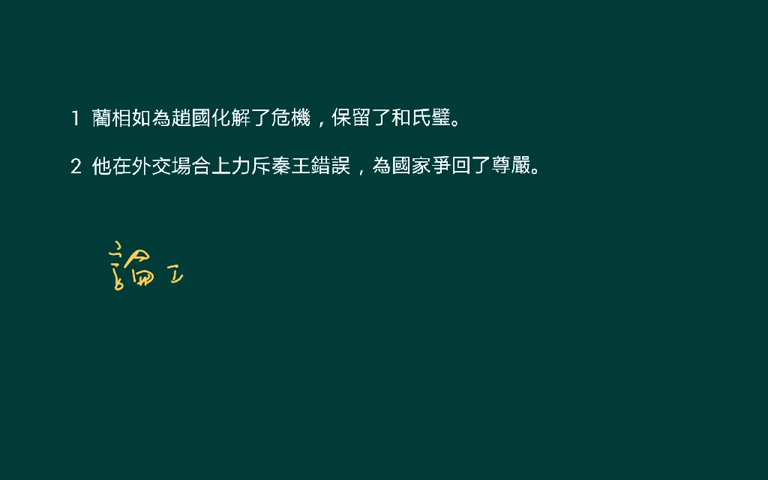 1 藺相如為趙國化解了危機，保留了和氏璧。
2 他在外交場合上力斥秦王錯誤，為國家爭回了尊嚴。
論工